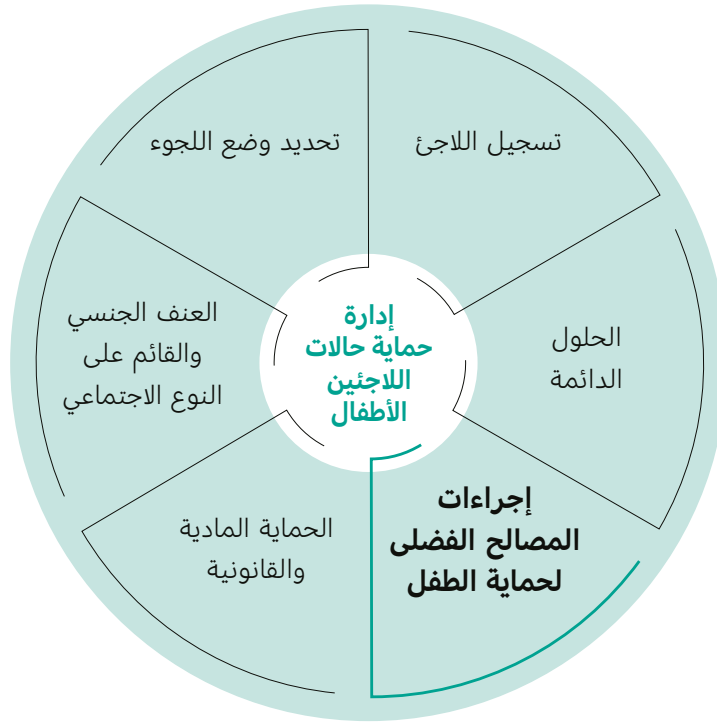 تسجيل اللاجئ
تحديد وضع اللجوء
إدارة
حماية حالات
اللاجئين
الأطفال
الحلول
الدائمة
العنف الجنسي
والقائم على
النوع الاجتماعي
إجراءات
المصالح الفضلى
لحماية الطفل
الحماية المادية
والقانونية